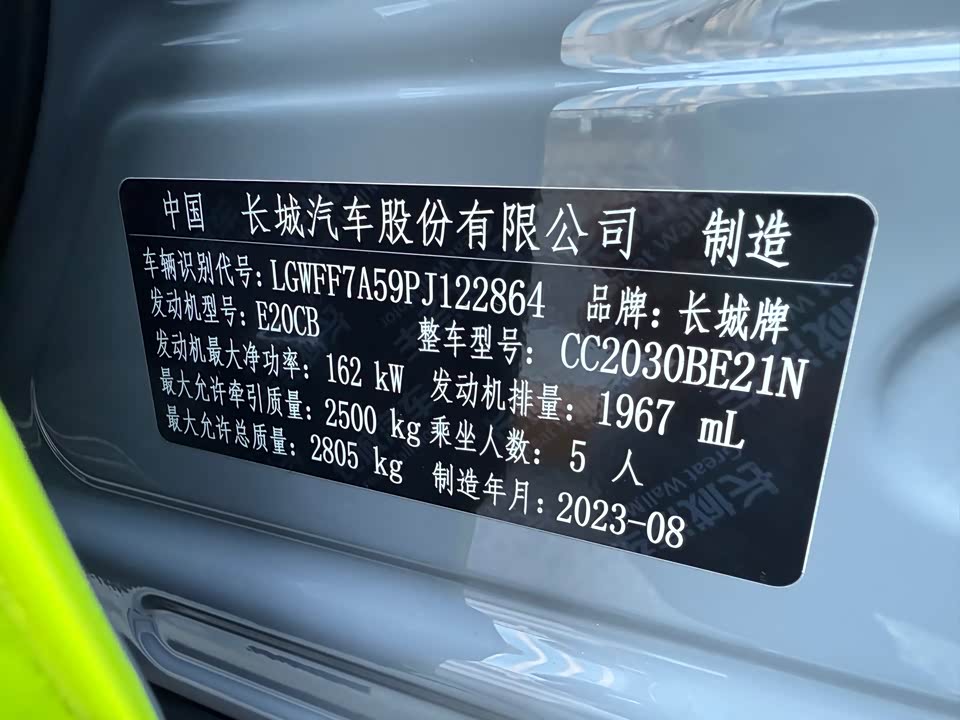 中国 长城汽车股份有限公司 制造
车辆识别代号：LGWFF7A59PJ122864 品牌：长城牌
发动机型号：E20CB 整车型号：CC2030BE21N
发动机最大净功率：162 kW 发动机排量：1967 mL
最大允许牵引质量：2500 kg 乘坐人数：5 人
最大允许总质量：2805 kg 制造年月：2023-08